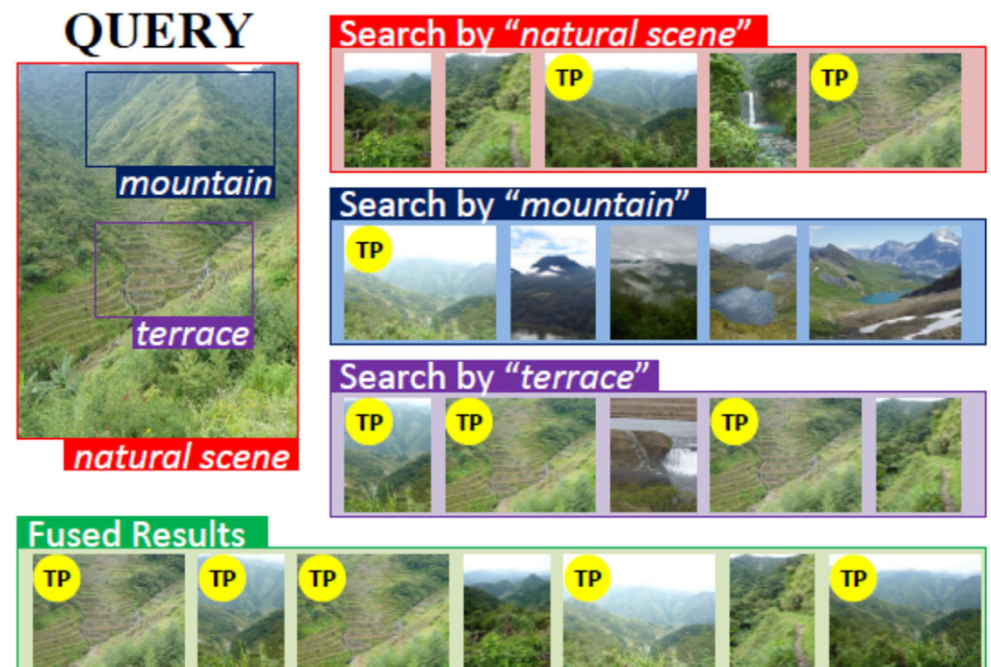 QUERY
mountain
terrace
natural scene
Search by “natural scene”
TP
TP
Search by “mountain”
TP
Search by “terrace”
TP
TP
TP
Fused Results
TP
TP
TP
TP
TP